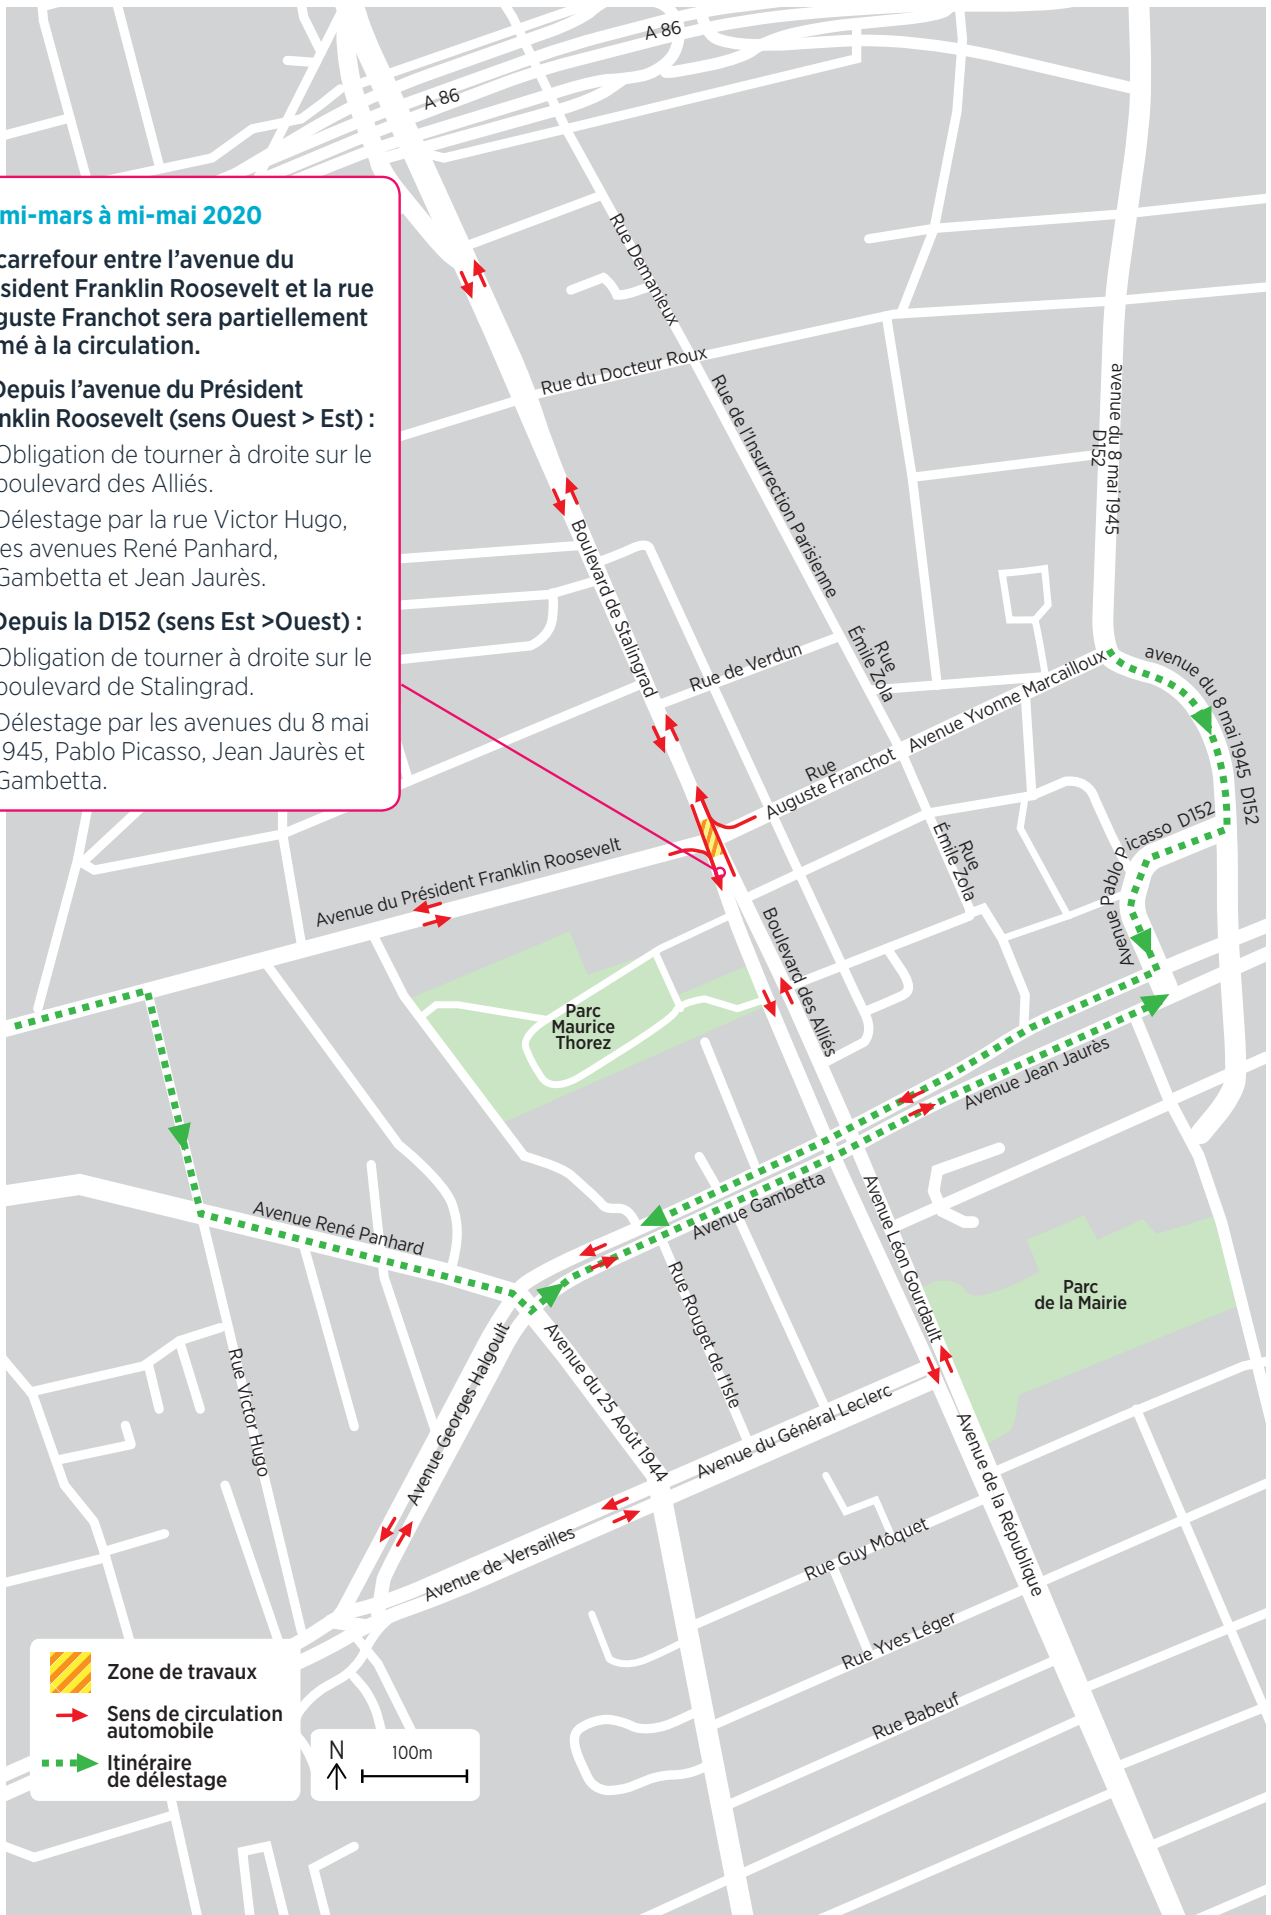 A 86
A 86
mi-mars à mi-mai 2020
carrefour entre l'avenue du
sident Franklin Roosevelt et la rue
guste Franchot sera partiellement
mé à la circulation.
Depuis l'avenue du Président
nklin Roosevelt (sens Ouest > Est) :
Obligation de tourner à droite sur le
boulevard des Alliés.
Délestage par la rue Victor Hugo,
es avenues René Panhard,
Gambetta et Jean Jaurès.
Depuis la D152 (sens Est >Ouest) :
Obligation de tourner à droite sur le
boulevard de Stalingrad.
Délestage par les avenues du 8 mai
945, Pablo Picasso, Jean Jaurès et
Gambetta.
Rue Demanieux
Rue du Docteur Roux
Rue de l'Insurrection Parisienne
avenue du 8 mai 1945
D152
Boulevard de Stalingrad
Rue de Verdun
Rue
Émile Zola
Avenue Yvonne Marcailloux
avenue du 8 mai 1945 D152
Rue
Auguste Franchot
Avenue Pablo Picasso D152
Rue
Émile Zola
Avenue du Président Franklin Roosevelt
Boulevard des Alliés
Parc
Maurice
Thorez
Avenue Jean Jaurès
Avenue Gambetta
Avenue René Panhard
Avenue Léon Gourdault
Parc
de la Mairie
Rue Rouget de l'Isle
Avenue Georges Halgoult
Avenue du 25 Août 1944
Rue Victor Hugo
Avenue du Général Leclerc
Avenue de la République
Avenue de Versailles
Rue Guy Môquet
Rue Yves Léger
Rue Babeuf
Zone de travaux
Sens de circulation
automobile
Itinéraire
de délestage
N
100m